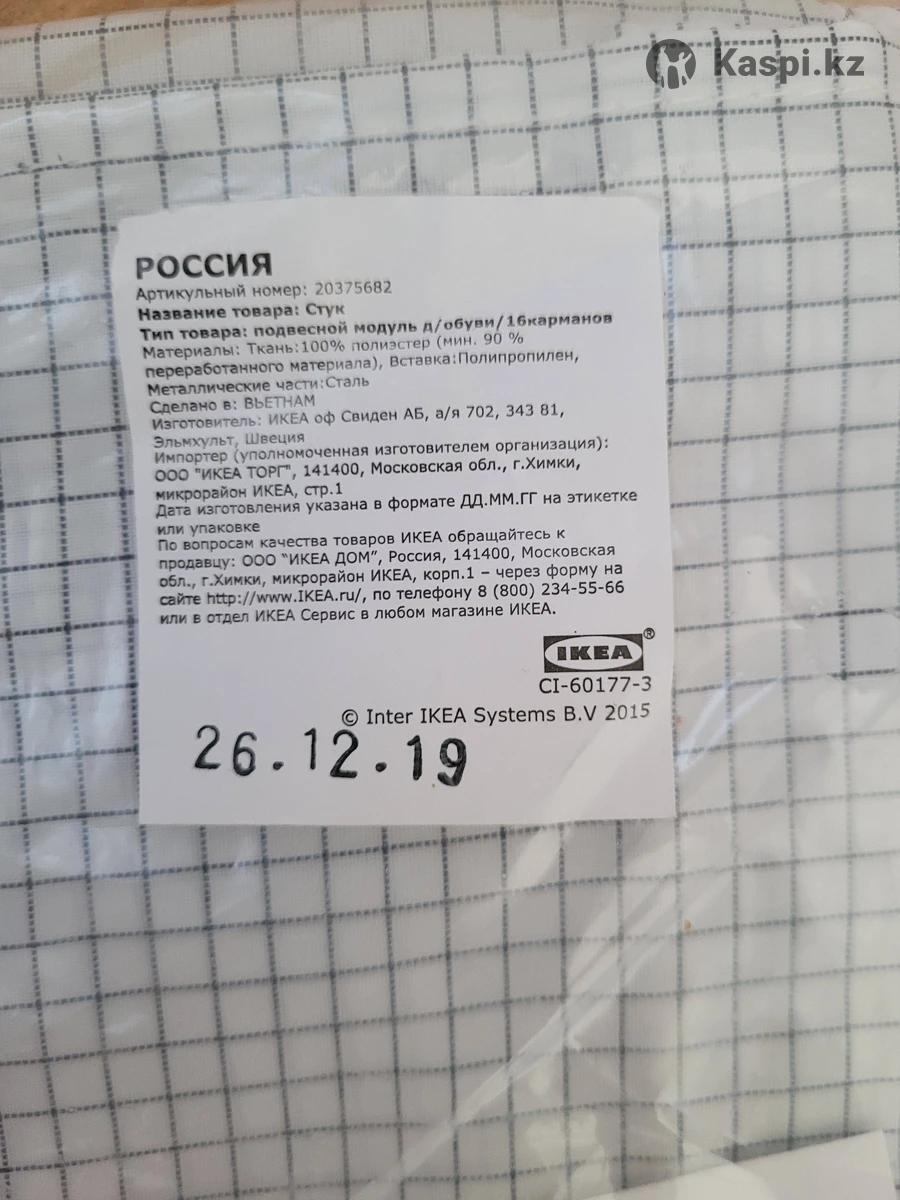 Kaspi.kz
РОССИЯ
Артикульный номер: 20375682
Название товара: Стук
Тип товара: подвесной модуль д/обуви/16карманов
Материалы: Ткань:100% полиэстер (мин. 90 %
переработанного материала), Вставка:Полипропилен,
Металлические части:Сталь
Сделано в: ВЬЕТНАМ
Изготовитель: ИКЕА оф Свиден АБ, а/я 702, 343 81,
Эльмхульт, Швеция
Импортер (уполномоченная изготовителем организация):
ООО "ИКЕА ТОРГ", 141400, Московская обл., г.Химки,
микрорайон ИКЕА, стр.1
Дата изготовления указана в формате ДД.ММ.ГГ на этикетке
или упаковке
По вопросам качества товаров ИКЕА обращайтесь к
продавцу: ООО “ИКЕА ДОМ”, Россия, 141400, Московская
обл., г.Химки, микрорайон ИКЕА, корп.1 – через форму на
сайте http://www.IKEA.ru/, по телефону 8 (800) 234-55-66
или в отдел ИКЕА Сервис в любом магазине ИКЕА.
IKEA®
CI-60177-3
© Inter IKEA Systems B.V 2015
26.12.19